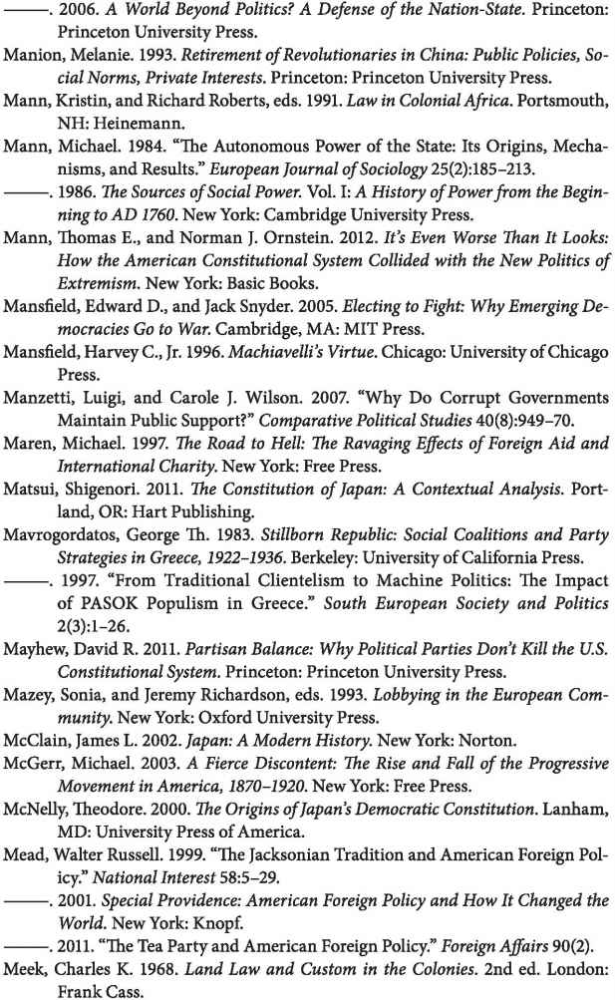 ———. 2006. A World Beyond Politics? A Defense of the Nation-State. Princeton:
Princeton University Press.
Manion, Melanie. 1993. Retirement of Revolutionaries in China: Public Policies, So-
cial Norms, Private Interests. Princeton: Princeton University Press.
Mann, Kristin, and Richard Roberts, eds. 1991. Law in Colonial Africa. Portsmouth,
NH: Heinemann.
Mann, Michael. 1984. “The Autonomous Power of the State: Its Origins, Mecha-
nisms, and Results.” European Journal of Sociology 25(2):185–213.
———. 1986. The Sources of Social Power. Vol. I: A History of Power from the Begin-
ning to AD 1760. New York: Cambridge University Press.
Mann, Thomas E., and Norman J. Ornstein. 2012. It’s Even Worse Than It Looks:
How the American Constitutional System Collided with the New Politics of
Extremism. New York: Basic Books.
Mansfield, Edward D., and Jack Snyder. 2005. Electing to Fight: Why Emerging De-
mocracies Go to War. Cambridge, MA: MIT Press.
Mansfield, Harvey C., Jr. 1996. Machiavelli’s Virtue. Chicago: University of Chicago
Press.
Manzetti, Luigi, and Carole J. Wilson. 2007. “Why Do Corrupt Governments
Maintain Public Support?” Comparative Political Studies 40(8):949–70.
Maren, Michael. 1997. The Road to Hell: The Ravaging Effects of Foreign Aid and
International Charity. New York: Free Press.
Matsui, Shigenori. 2011. The Constitution of Japan: A Contextual Analysis. Port-
land, OR: Hart Publishing.
Mavrogordatos, George Th. 1983. Stillborn Republic: Social Coalitions and Party
Strategies in Greece, 1922–1936. Berkeley: University of California Press.
———. 1997. “From Traditional Clientelism to Machine Politics: The Impact
of PASOK Populism in Greece.” South European Society and Politics
2(3):1–26.
Mayhew, David R. 2011. Partisan Balance: Why Political Parties Don’t Kill the U.S.
Constitutional System. Princeton: Princeton University Press.
Mazey, Sonia, and Jeremy Richardson, eds. 1993. Lobbying in the European Com-
munity. New York: Oxford University Press.
McClain, James L. 2002. Japan: A Modern History. New York: Norton.
McGerr, Michael. 2003. A Fierce Discontent: The Rise and Fall of the Progressive
Movement in America, 1870–1920. New York: Free Press.
McNelly, Theodore. 2000. The Origins of Japan’s Democratic Constitution. Lanham,
MD: University Press of America.
Mead, Walter Russell. 1999. “The Jacksonian Tradition and American Foreign Pol-
icy.” National Interest 58:5–29.
———. 2001. Special Providence: American Foreign Policy and How It Changed the
World. New York: Knopf.
———. 2011. “The Tea Party and American Foreign Policy.” Foreign Affairs 90(2).
Meek, Charles K. 1968. Land Law and Custom in the Colonies. 2nd ed. London:
Frank Cass.